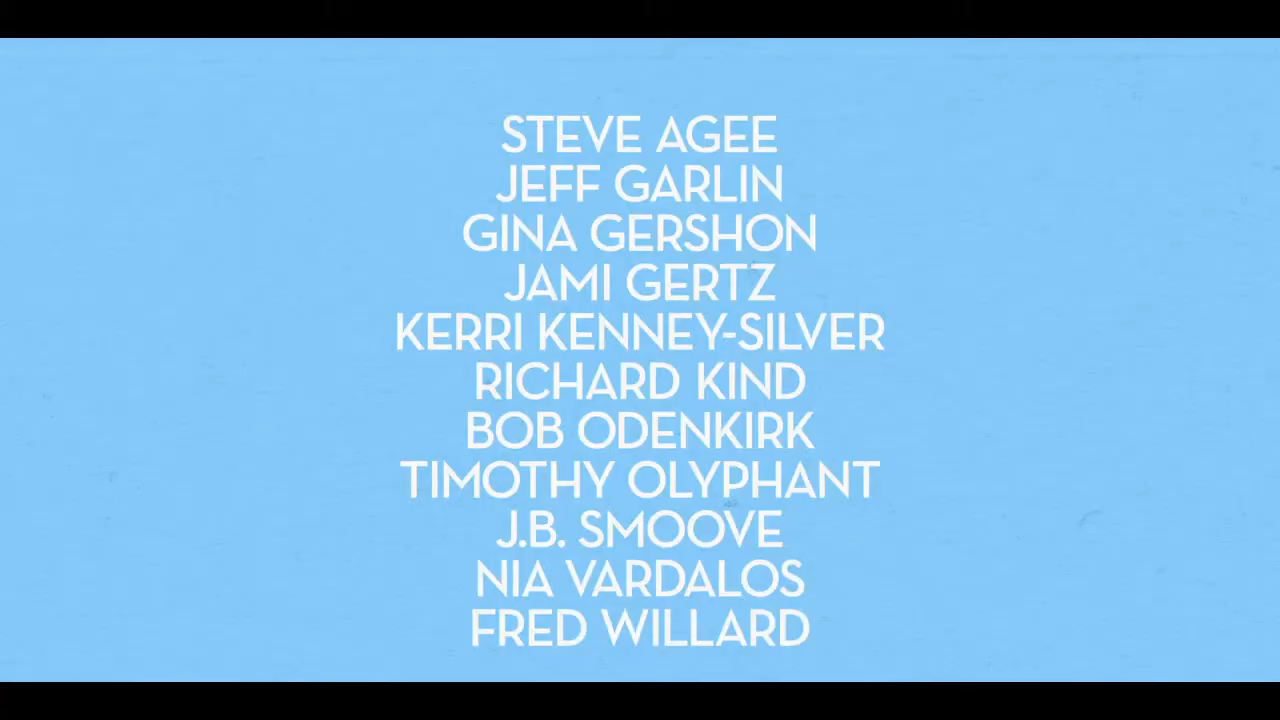 STEVE AGEE
JEFF GARLIN
GINA GERSHON
JAMI GERTZ
KERRI KENNEY-SILVER
RICHARD KIND
BOB ODENKIRK
TIMOTHY OLYPHANT
J.B. SMOOVE
NIA VARDALOS
FRED WILLARD